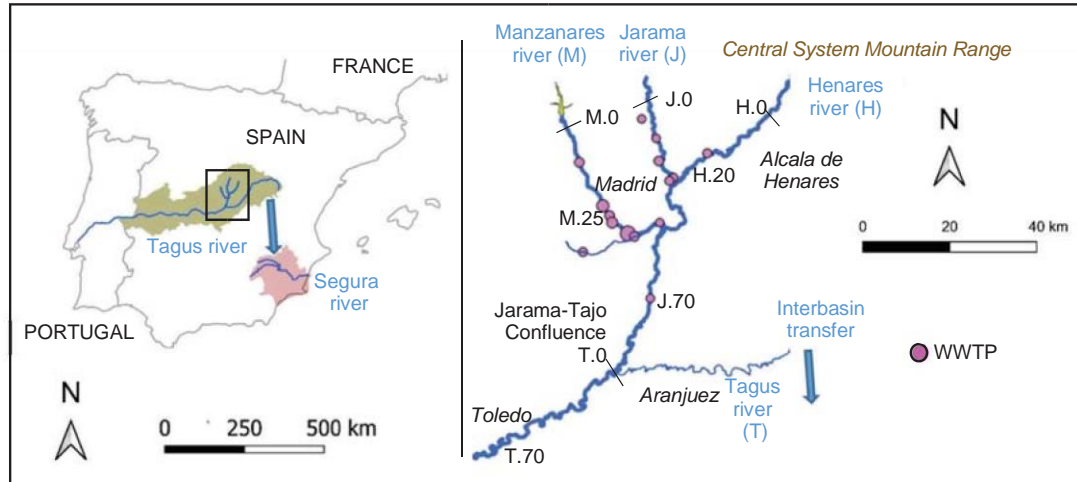 FRANCE
SPAIN
Tagus river
Segura
river
PORTUGAL
N
0 250 500 km
Manzanares
river (M)
Jarama
river (J)
Central System Mountain Range
Henares
river (H)
M.0
J.0
H.0
N
Madrid
H.20
Alcala de
Henares
M.25
0 20 40 km
J.70
Jarama-Tajo
Confluence
T.0
Interbasin
transfer
WWTP
Aranjuez
Tagus
river
(T)
Toledo
T.70